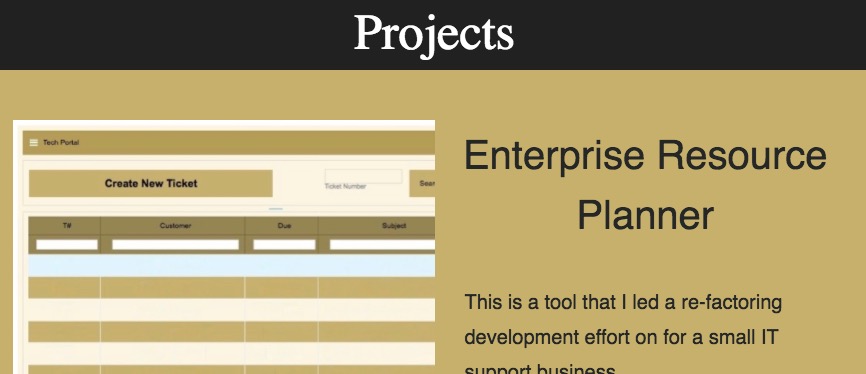 Projects
Tech Portal
Create New Ticket
Ticket Number
Sear
T# Customer Due Subject
Enterprise Resource
Planner
This is a tool that I led a re-factoring
development effort on for a small IT
support business